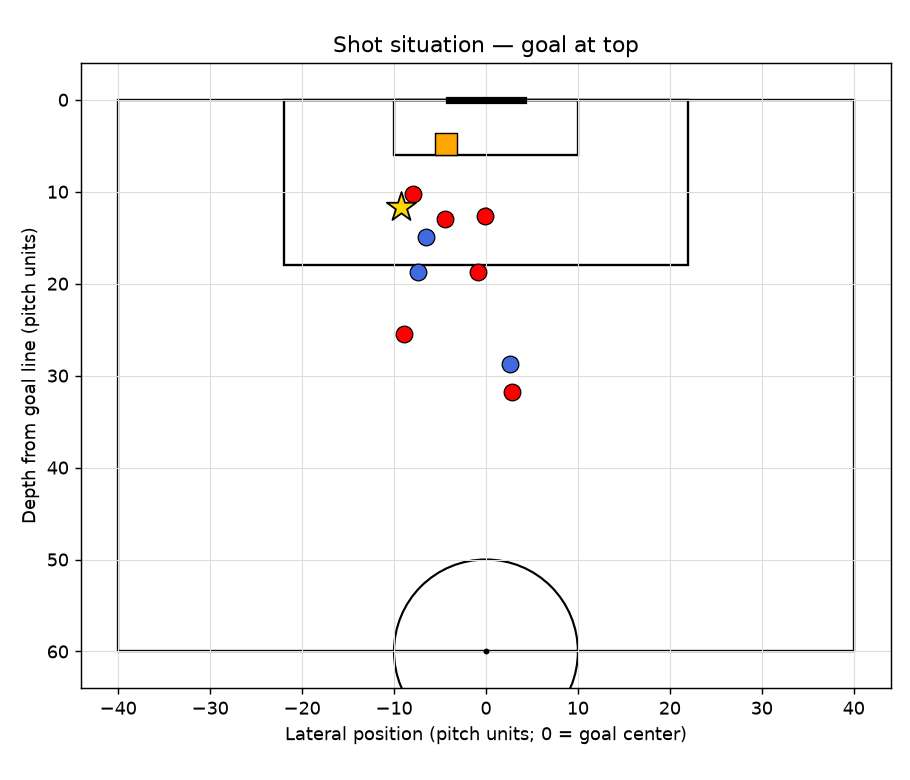 Shot situation — goal at top
0
10
20
30
40
50
60
Depth from goal line (pitch units)
−40 −30 −20 −10 0 10 20 30 40
Lateral position (pitch units; 0 = goal center)